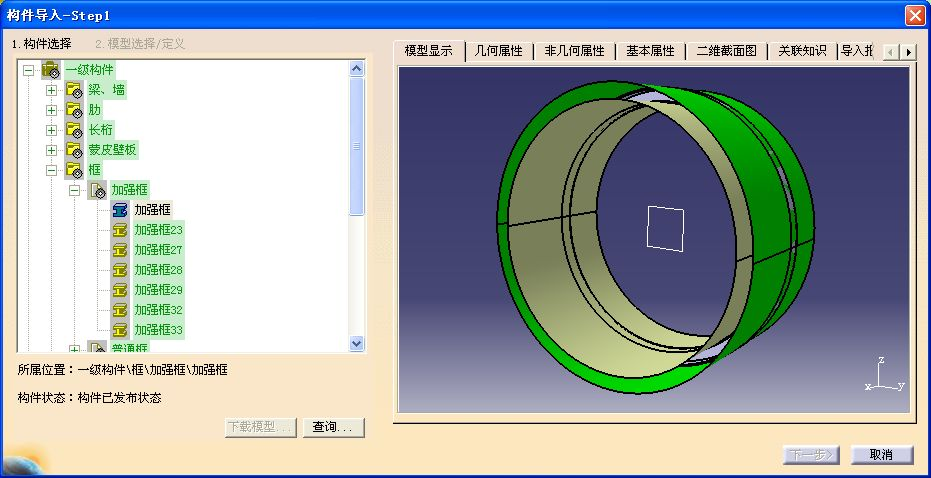 构件导入-Step1
1.构件选择 2.模型选择/定义
一级构件
梁、墙
肋
长桁
蒙皮壁板
框
加强框
加强框
加强框23
加强框27
加强框28
加强框29
加强框32
加强框33
普通框
所属位置：一级构件\框\加强框\加强框
构件状态：构件已发布状态
下载模型... 查询...
模型显示 几何属性 非几何属性 基本属性 二维截面图 关联知识 导入
z
x y
下一步> 取消